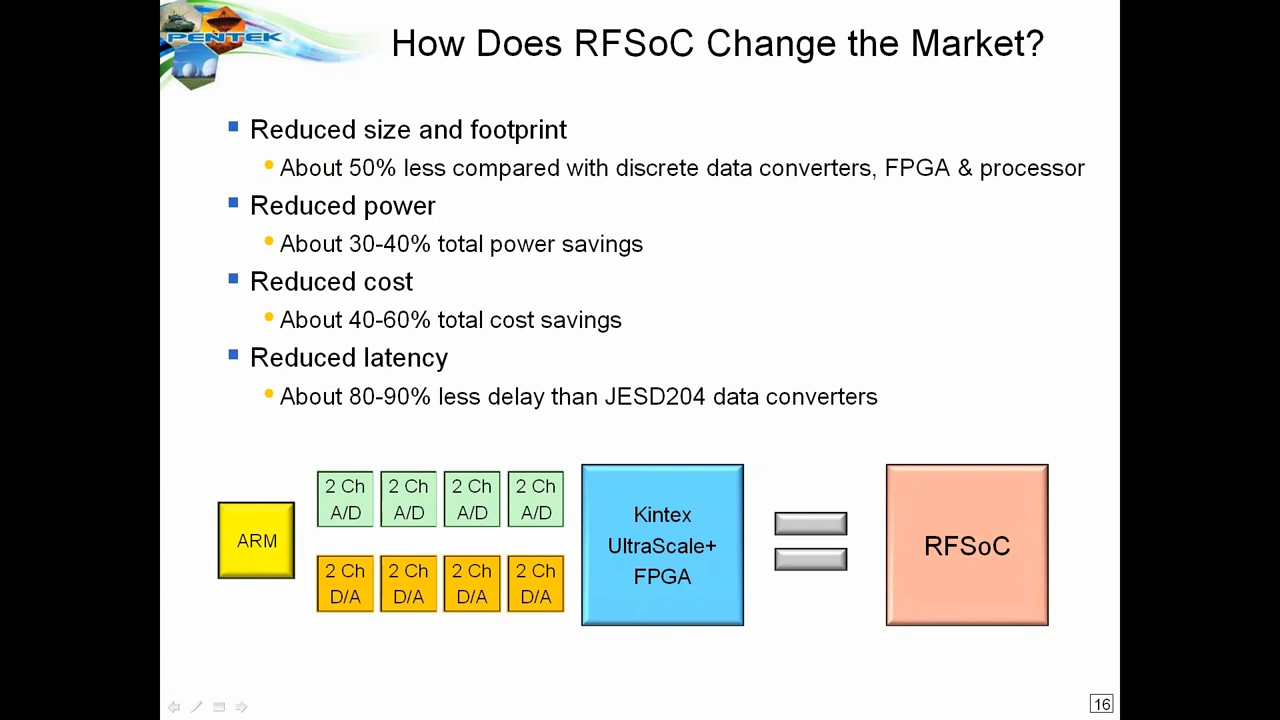 PENTEK
How Does RFSoC Change the Market?
Reduced size and footprint
About 50% less compared with discrete data converters, FPGA & processor
Reduced power
About 30-40% total power savings
Reduced cost
About 40-60% total cost savings
Reduced latency
About 80-90% less delay than JESD204 data converters
ARM
2 Ch
A/D
2 Ch
A/D
2 Ch
A/D
2 Ch
A/D
2 Ch
D/A
2 Ch
D/A
2 Ch
D/A
2 Ch
D/A
Kintex
UltraScale+
FPGA
RFSoC
16